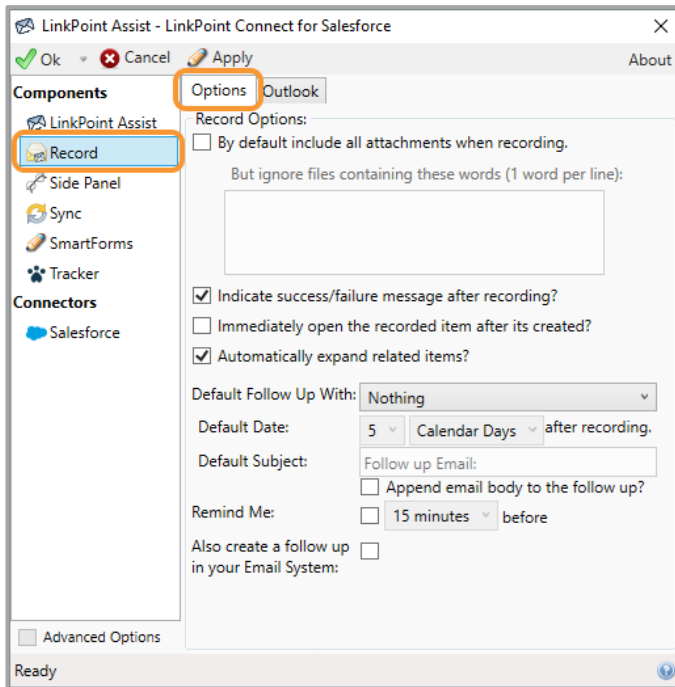 LinkPoint Assist - LinkPoint Connect for Salesforce
Ok Cancel Apply About
Components
LinkPoint Assist
Record
Side Panel
Sync
SmartForms
Tracker
Connectors
Salesforce
Advanced Options
Options Outlook
Record Options:
By default include all attachments when recording.
But ignore files containing these words (1 word per line):
Indicate success/failure message after recording?
Immediately open the recorded item after its created?
Automatically expand related items?
Default Follow Up With: Nothing
Default Date: 5 Calendar Days after recording.
Default Subject: Follow up Email:
Append email body to the follow up?
Remind Me: 15 minutes before
Also create a follow up
in your Email System:
Ready